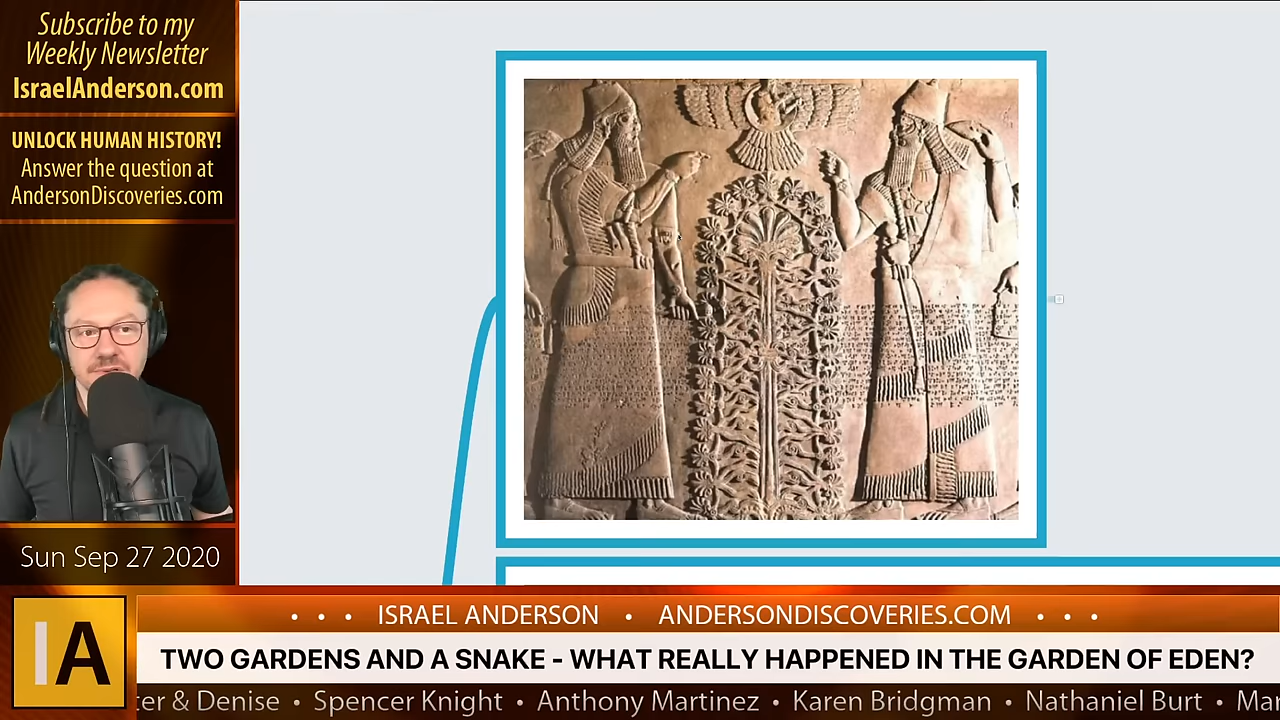 Subscribe to my
Weekly Newsletter
IsraelAnderson.com
UNLOCK HUMAN HISTORY!
Answer the question at
AndersonDiscoveries.com
Sun Sep 27 2020
IA
• • • ISRAEL ANDERSON • ANDERSONDISCOVERIES.COM • • •
TWO GARDENS AND A SNAKE - WHAT REALLY HAPPENED IN THE GARDEN OF EDEN?
& Denise • Spencer Knight • Anthony Martinez • Karen Bridgman • Nathaniel Burt •